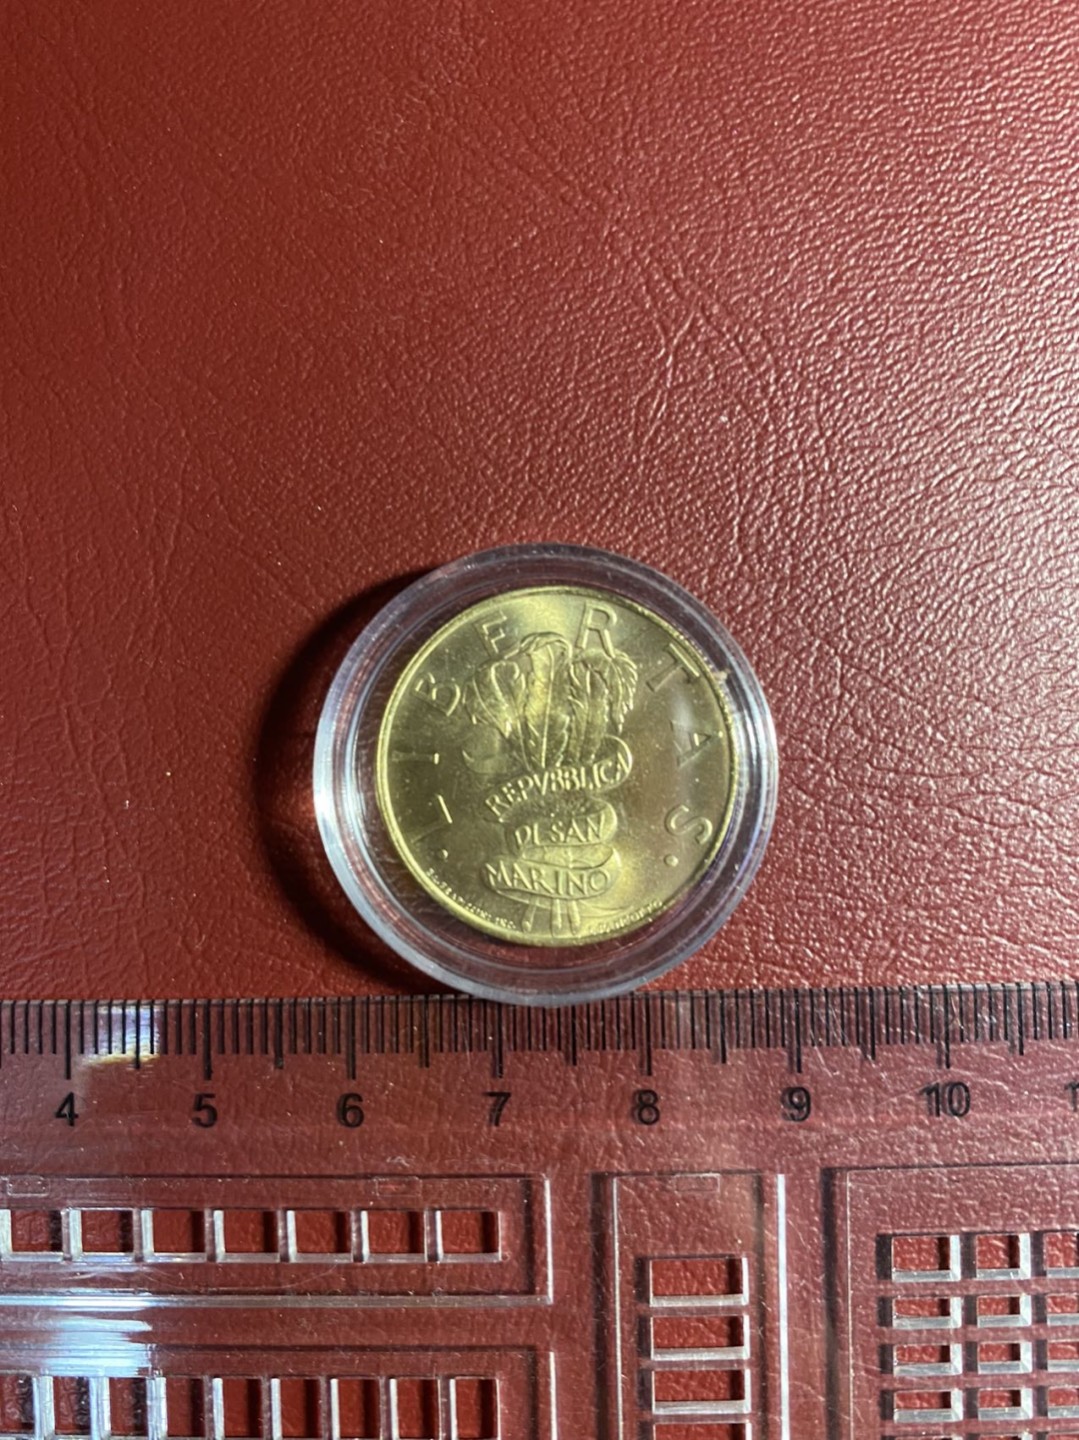 · LIBERTAS ·
REPVBBLICA
DI SAN
MARINO
4 5 6 7 8 9 10